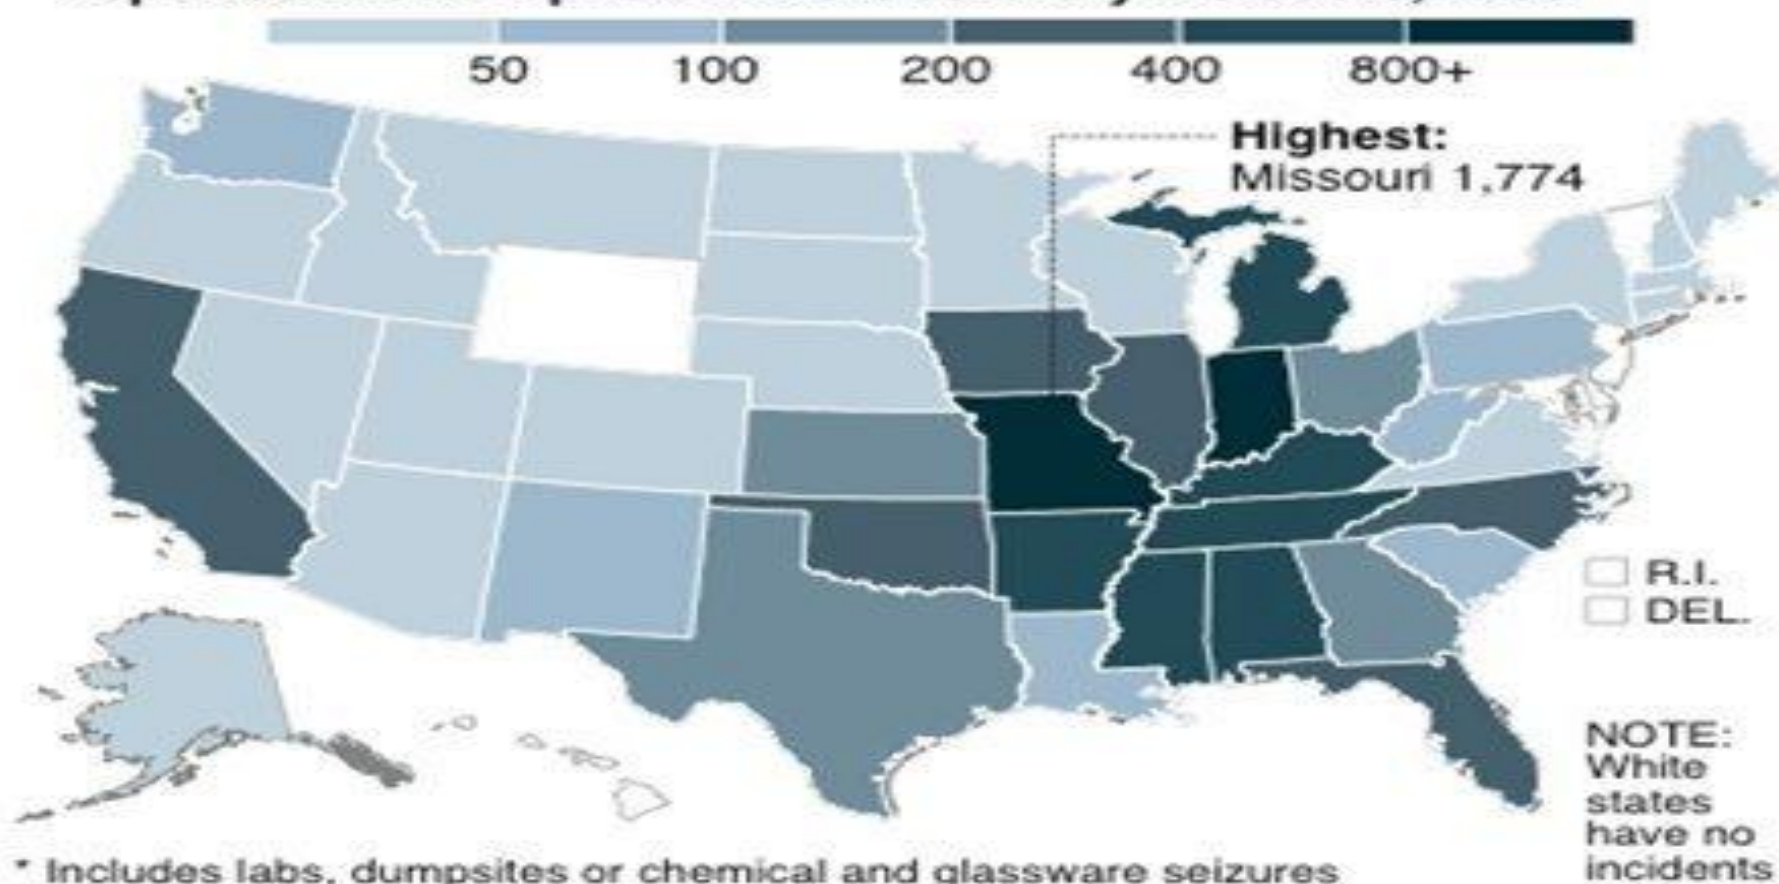 50 100 200 400 800+
Highest:
Missouri 1,774
R.I.
DEL.
NOTE:
White
states
have no
incidents
* Includes labs, dumpsites or chemical and glassware seizures